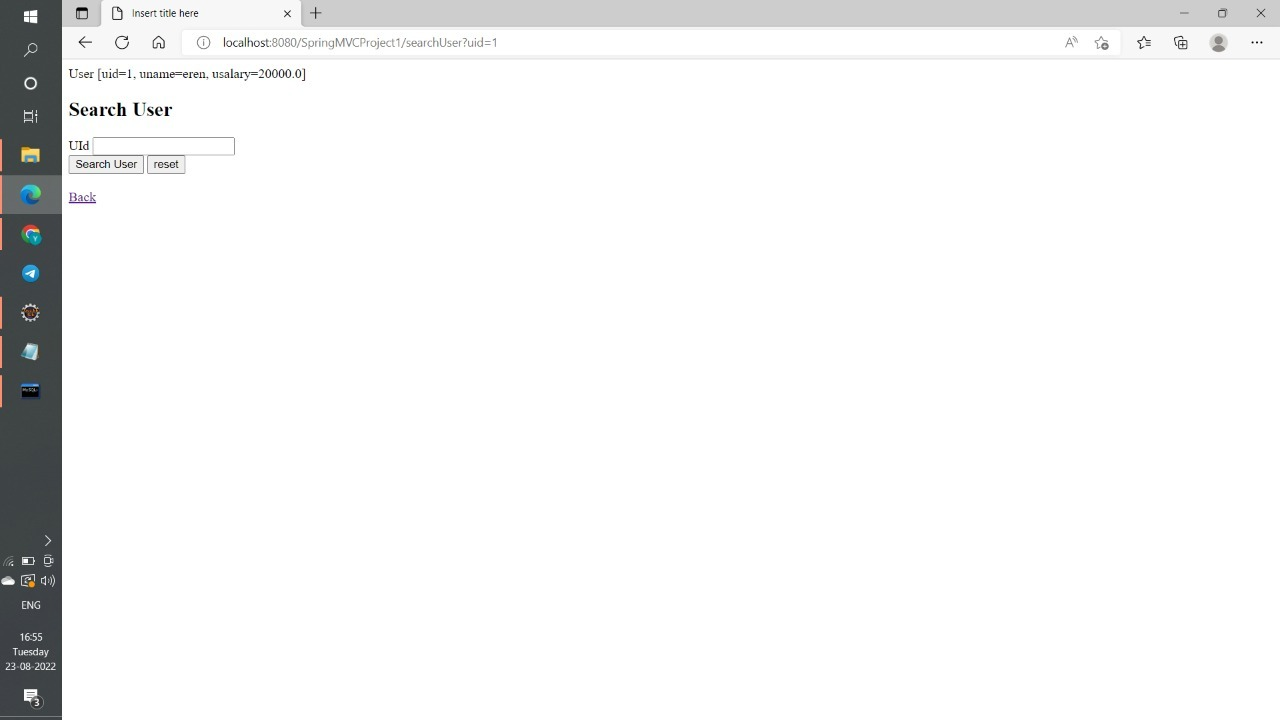 Insert title here
localhost:8080/SpringMVCProject1/searchUser?uid=1
User [uid=1, uname=eren, usalary=20000.0]
Search User
UId
Search User reset
Back
ENG
16:55
Tuesday
23-08-2022
3